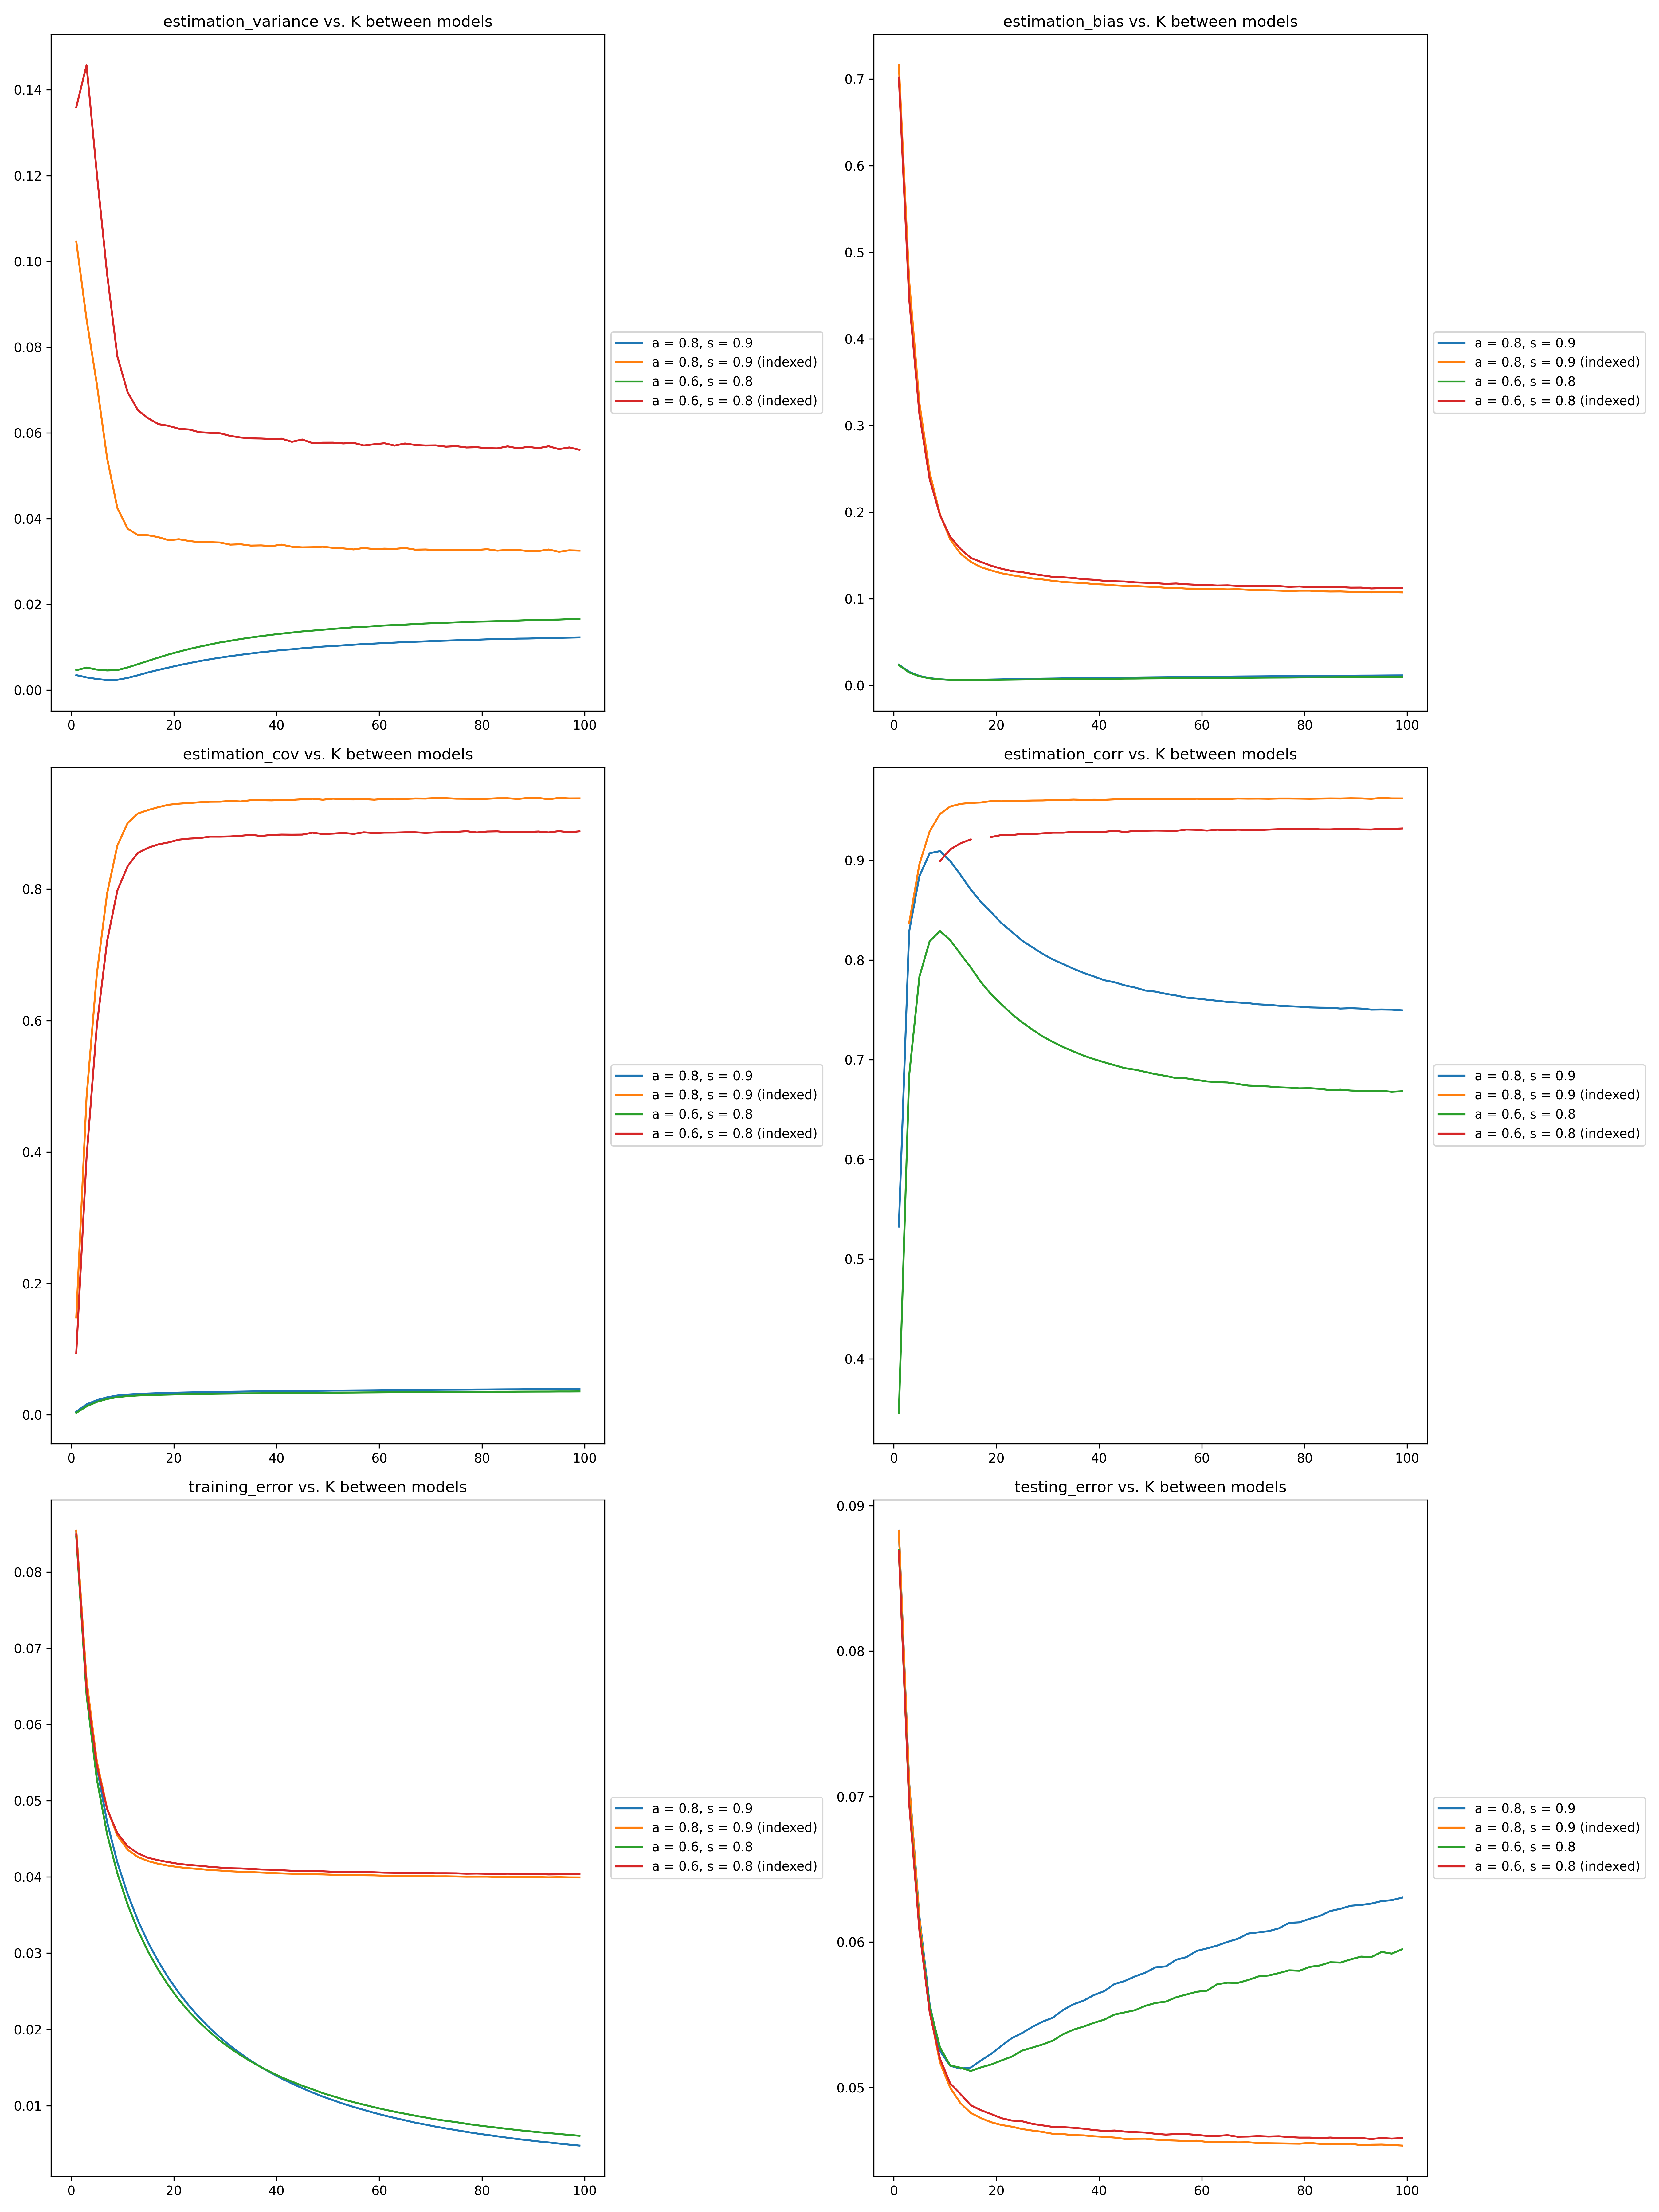 estimation_variance vs. K between models
0.14
0.12
0.10
0.08
0.06
0.04
0.02
0.00
0 20 40 60 80 100
a = 0.8, s = 0.9
a = 0.8, s = 0.9 (indexed)
a = 0.6, s = 0.8
a = 0.6, s = 0.8 (indexed)
estimation_bias vs. K between models
0.7
0.6
0.5
0.4
0.3
0.2
0.1
0.0
0 20 40 60 80 100
a = 0.8, s = 0.9
a = 0.8, s = 0.9 (indexed)
a = 0.6, s = 0.8
a = 0.6, s = 0.8 (indexed)
estimation_cov vs. K between models
0.8
0.6
0.4
0.2
0.0
0 20 40 60 80 100
a = 0.8, s = 0.9
a = 0.8, s = 0.9 (indexed)
a = 0.6, s = 0.8
a = 0.6, s = 0.8 (indexed)
estimation_corr vs. K between models
0.9
0.8
0.7
0.6
0.5
0.4
0 20 40 60 80 100
a = 0.8, s = 0.9
a = 0.8, s = 0.9 (indexed)
a = 0.6, s = 0.8
a = 0.6, s = 0.8 (indexed)
training_error vs. K between models
0.08
0.07
0.06
0.05
0.04
0.03
0.02
0.01
0 20 40 60 80 100
a = 0.8, s = 0.9
a = 0.8, s = 0.9 (indexed)
a = 0.6, s = 0.8
a = 0.6, s = 0.8 (indexed)
testing_error vs. K between models
0.09
0.08
0.07
0.06
0.05
0 20 40 60 80 100
a = 0.8, s = 0.9
a = 0.8, s = 0.9 (indexed)
a = 0.6, s = 0.8
a = 0.6, s = 0.8 (indexed)